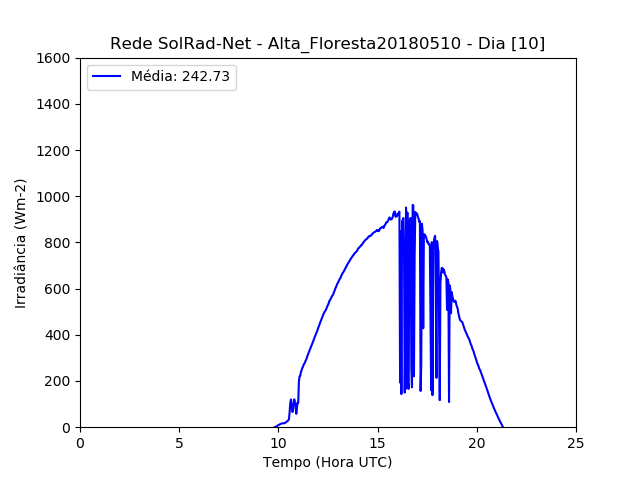 Rede SolRad-Net - Alta_Floresta20180510 - Dia [10]
Média: 242.73
Irradiância (Wm-2)
1600
1400
1200
1000
800
600
400
200
0
0 5 10 15 20 25
Tempo (Hora UTC)